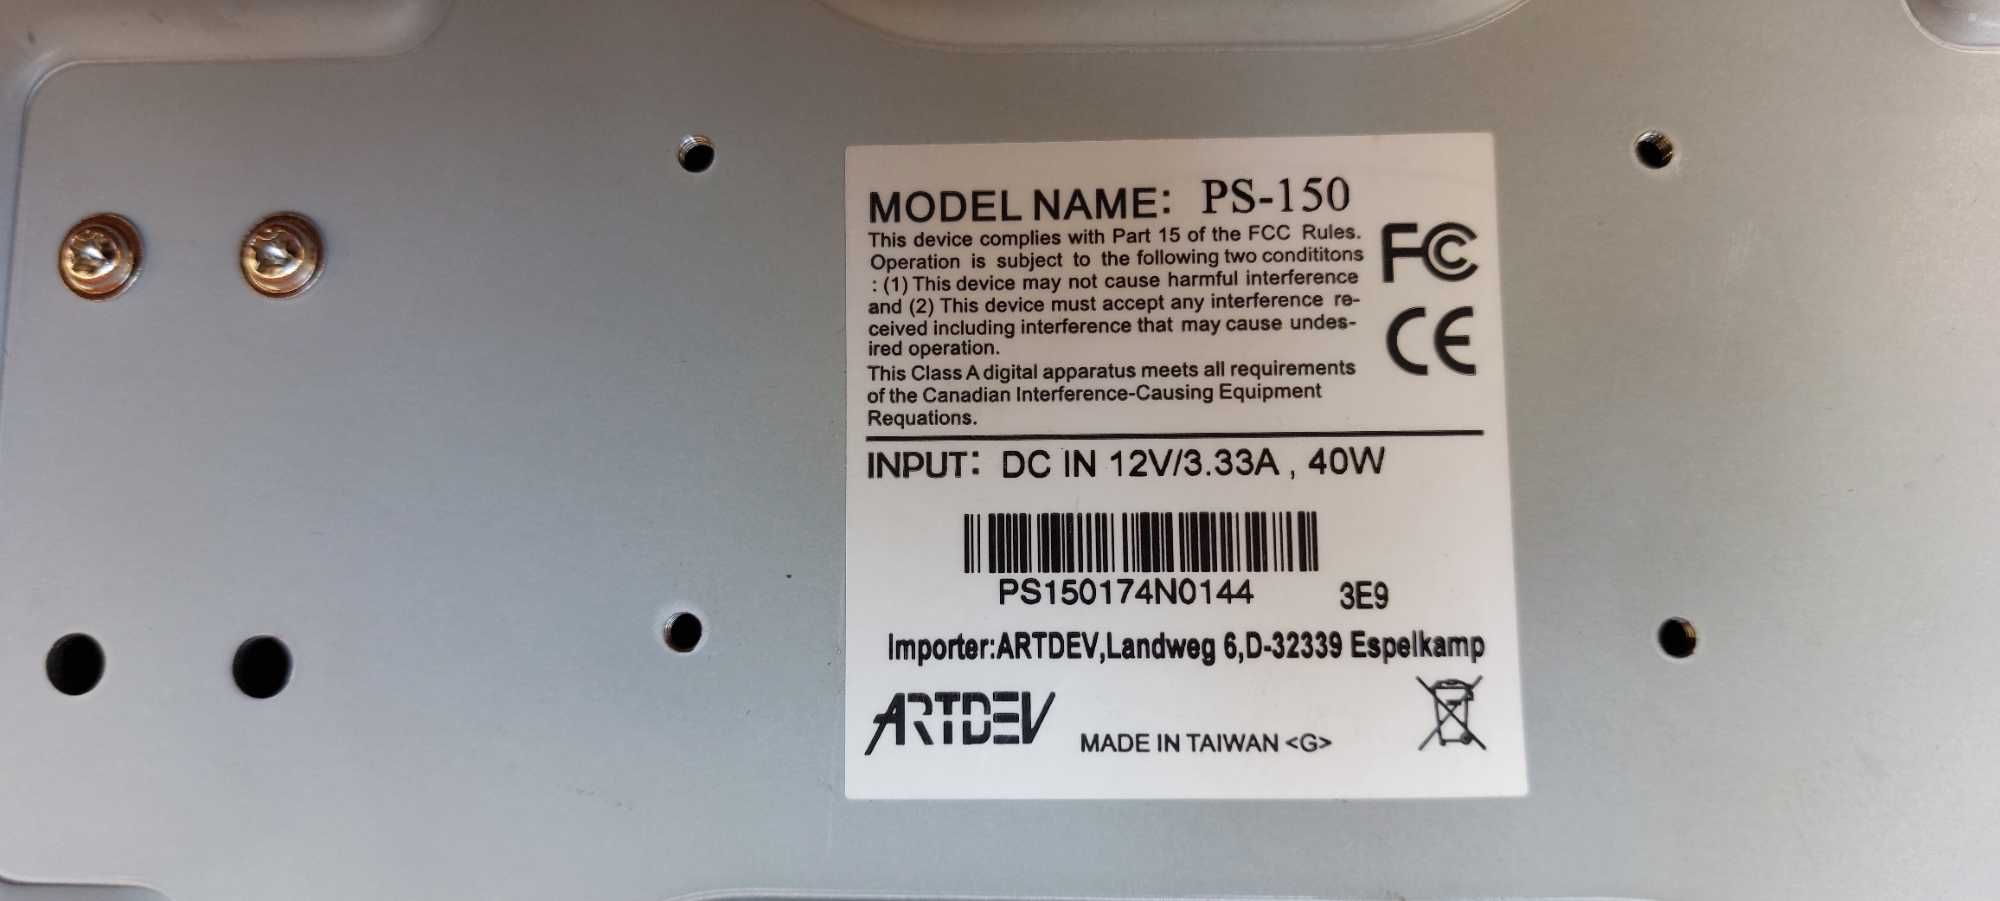 MODEL NAME: PS-150
This device complies with Part 15 of the FCC Rules.
Operation is subject to the following two condititons
: (1) This device may not cause harmful interference
and (2) This device must accept any interference re-
ceived including interference that may cause undes-
ired operation.
This Class A digital apparatus meets all requirements
of the Canadian Interference-Causing Equipment
Requations.
FC
CE
INPUT: DC IN 12V/3.33A , 40W
PS150174N0144 3E9
Importer:ARTDEV,Landweg 6,D-32339 Espelkamp
ARTDEV MADE IN TAIWAN <G>